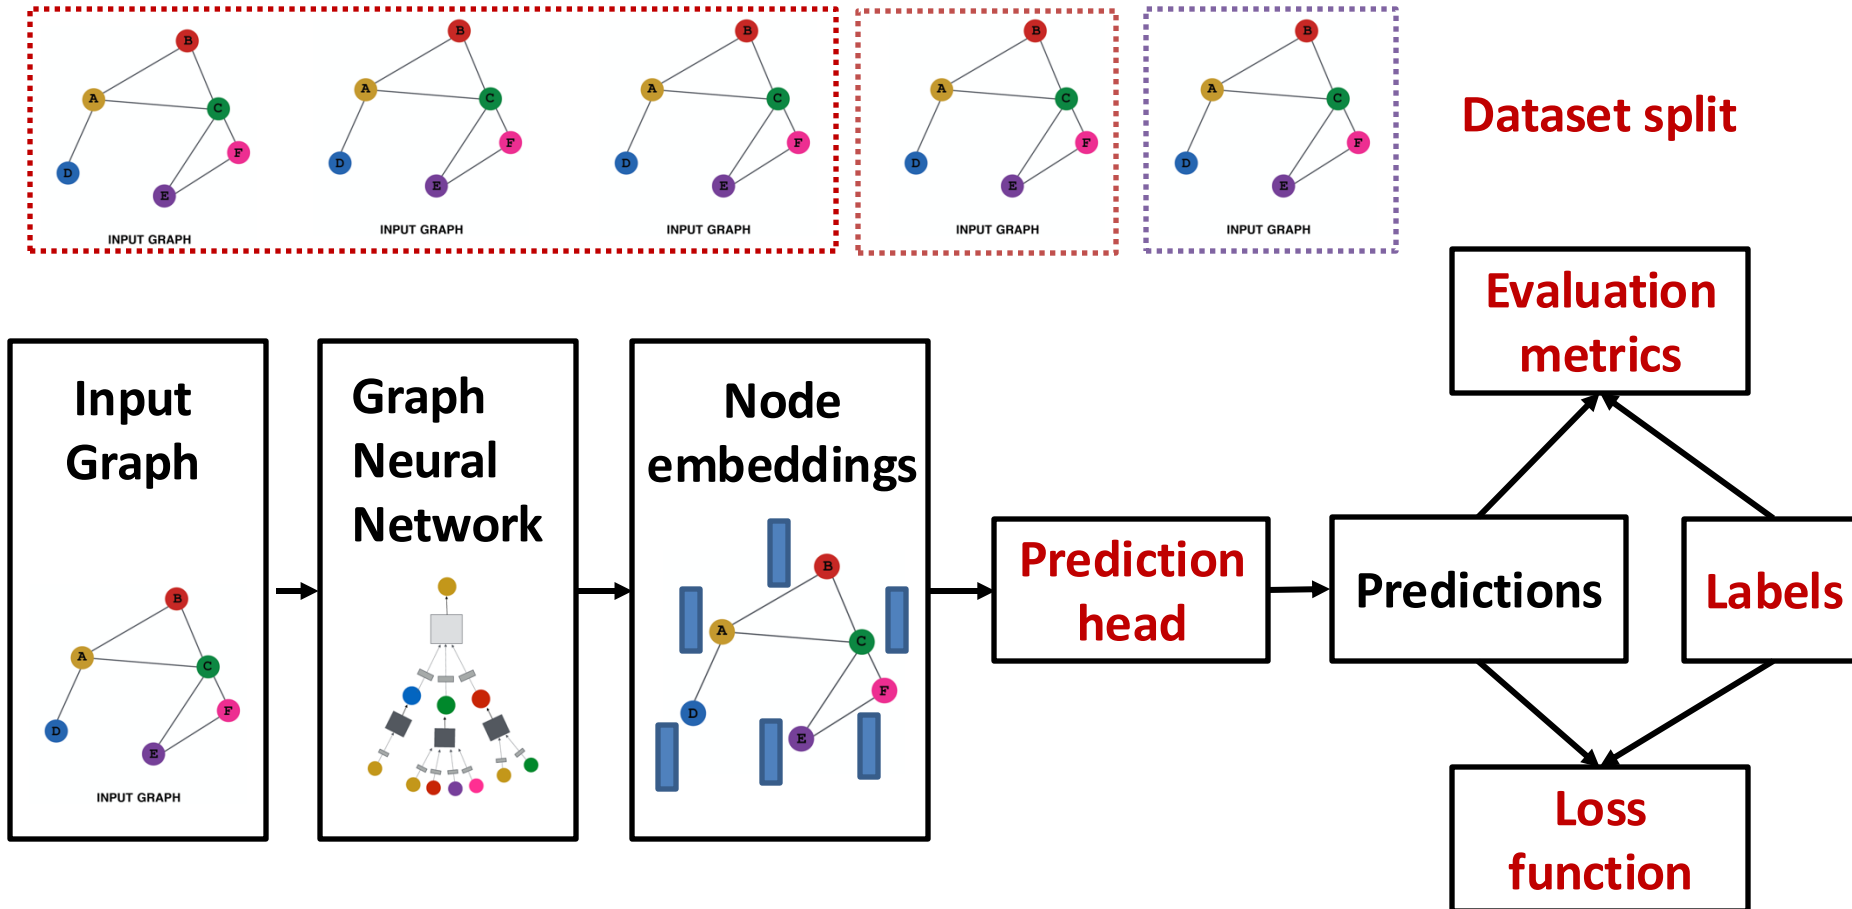 B
A
C
F
D
E
INPUT GRAPH
B
A
C
F
D
E
INPUT GRAPH
B
A
C
F
D
E
INPUT GRAPH
B
A
C
F
D
E
INPUT GRAPH
B
A
C
F
D
E
INPUT GRAPH
Dataset split
Input
Graph
B
A
C
F
D
E
INPUT GRAPH
Graph
Neural
Network
Node
embeddings
B
A
C
F
D
E
Prediction
head
Predictions
Labels
Evaluation
metrics
Loss
function